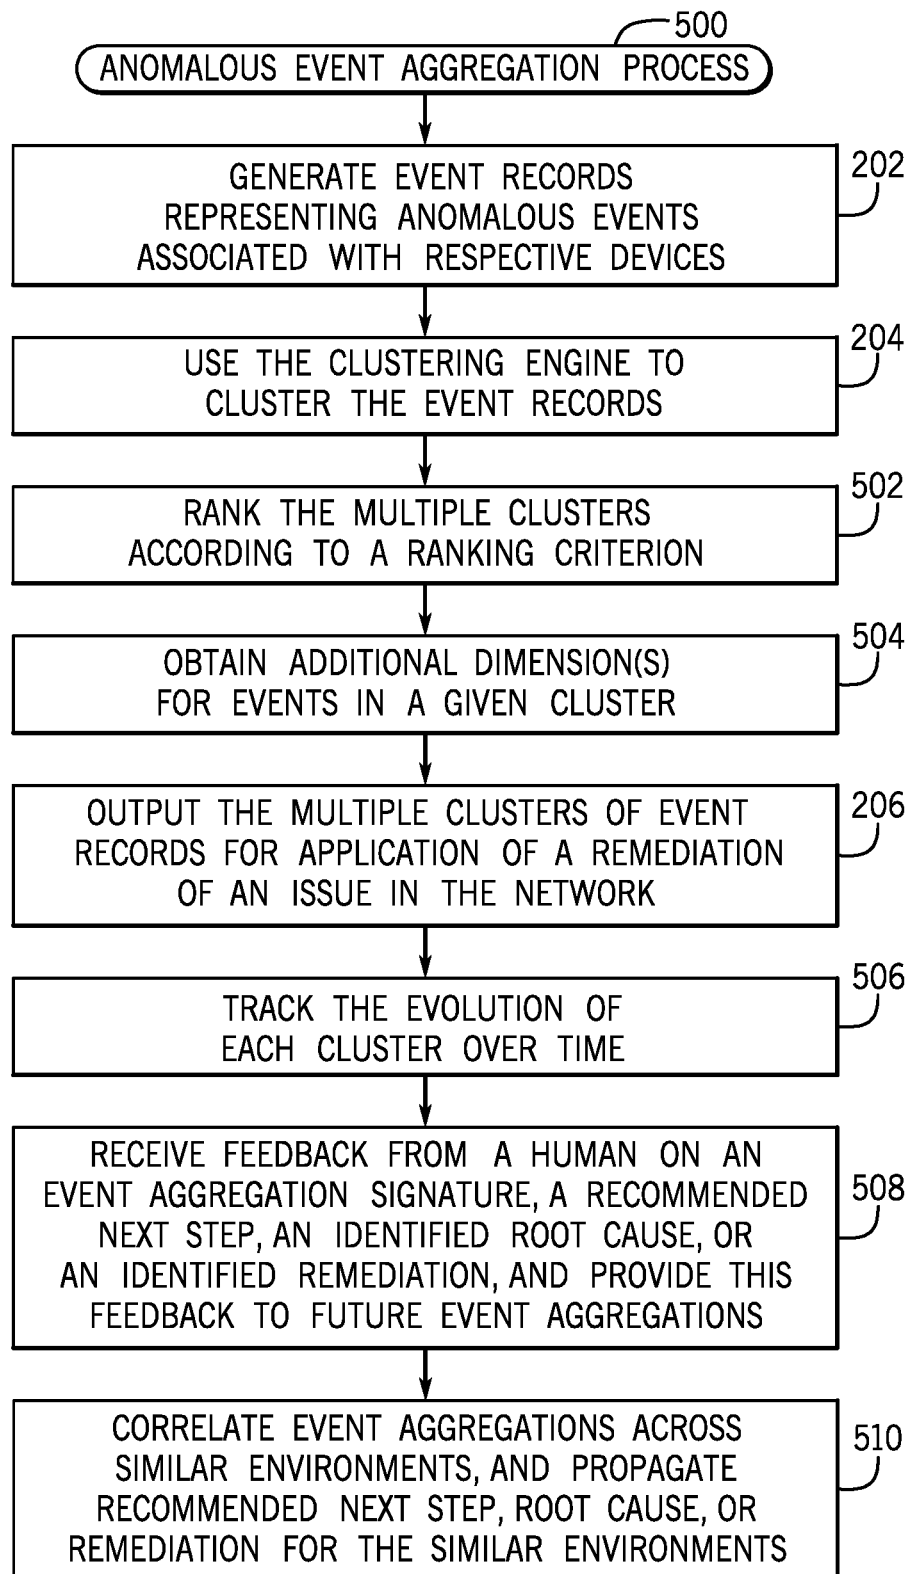 500
ANOMALOUS EVENT AGGREGATION PROCESS
202
GENERATE EVENT RECORDS
REPRESENTING ANOMALOUS EVENTS
ASSOCIATED WITH RESPECTIVE DEVICES
204
USE THE CLUSTERING ENGINE TO
CLUSTER THE EVENT RECORDS
502
RANK THE MULTIPLE CLUSTERS
ACCORDING TO A RANKING CRITERION
504
OBTAIN ADDITIONAL DIMENSION(S)
FOR EVENTS IN A GIVEN CLUSTER
206
OUTPUT THE MULTIPLE CLUSTERS OF EVENT
RECORDS FOR APPLICATION OF A REMEDIATION
OF AN ISSUE IN THE NETWORK
506
TRACK THE EVOLUTION OF
EACH CLUSTER OVER TIME
508
RECEIVE FEEDBACK FROM A HUMAN ON AN
EVENT AGGREGATION SIGNATURE, A RECOMMENDED
NEXT STEP, AN IDENTIFIED ROOT CAUSE, OR
AN IDENTIFIED REMEDIATION, AND PROVIDE THIS
FEEDBACK TO FUTURE EVENT AGGREGATIONS
510
CORRELATE EVENT AGGREGATIONS ACROSS
SIMILAR ENVIRONMENTS, AND PROPAGATE
RECOMMENDED NEXT STEP, ROOT CAUSE, OR
REMEDIATION FOR THE SIMILAR ENVIRONMENTS